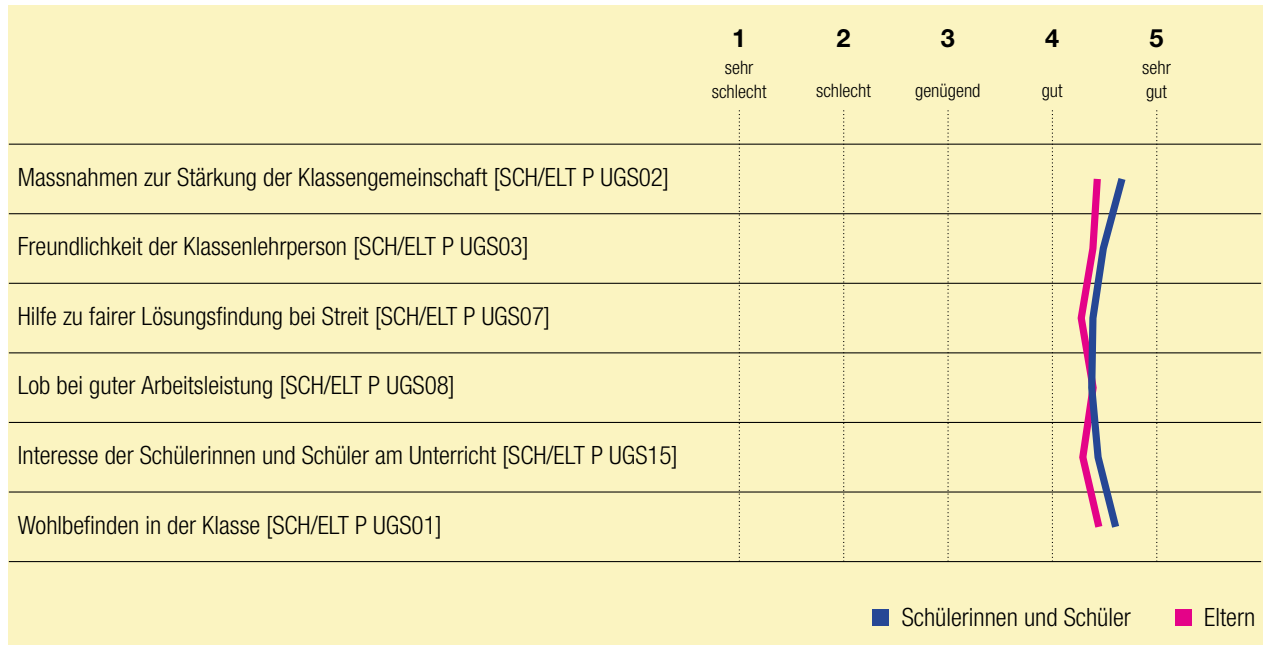 1 2 3 4 5
sehr schlecht schlecht genügend gut sehr gut
Massnahmen zur Stärkung der Klassengemeinschaft [SCH/ELT P UGS02]
Freundlichkeit der Klassenlehrperson [SCH/ELT P UGS03]
Hilfe zu fairer Lösungsfindung bei Streit [SCH/ELT P UGS07]
Lob bei guter Arbeitsleistung [SCH/ELT P UGS08]
Interesse der Schülerinnen und Schüler am Unterricht [SCH/ELT P UGS15]
Wohlbefinden in der Klasse [SCH/ELT P UGS01]
Schülerinnen und Schüler Eltern